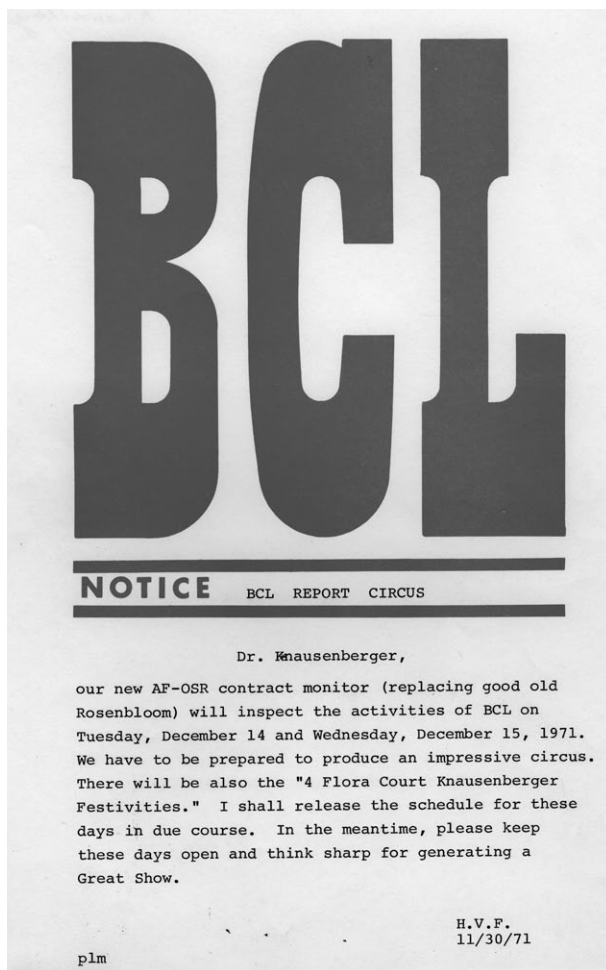 BCL
NOTICE BCL REPORT CIRCUS
Dr. Knausenberger,
our new AF-OSR contract monitor (replacing good old
Rosenbloom) will inspect the activities of BCL on
Tuesday, December 14 and Wednesday, December 15, 1971.
We have to be prepared to produce an impressive circus.
There will be also the "4 Flora Court Knausenberger
Festivities." I shall release the schedule for these
days in due course. In the meantime, please keep
these days open and think sharp for generating a
Great Show.
H.V.F.
11/30/71
plm